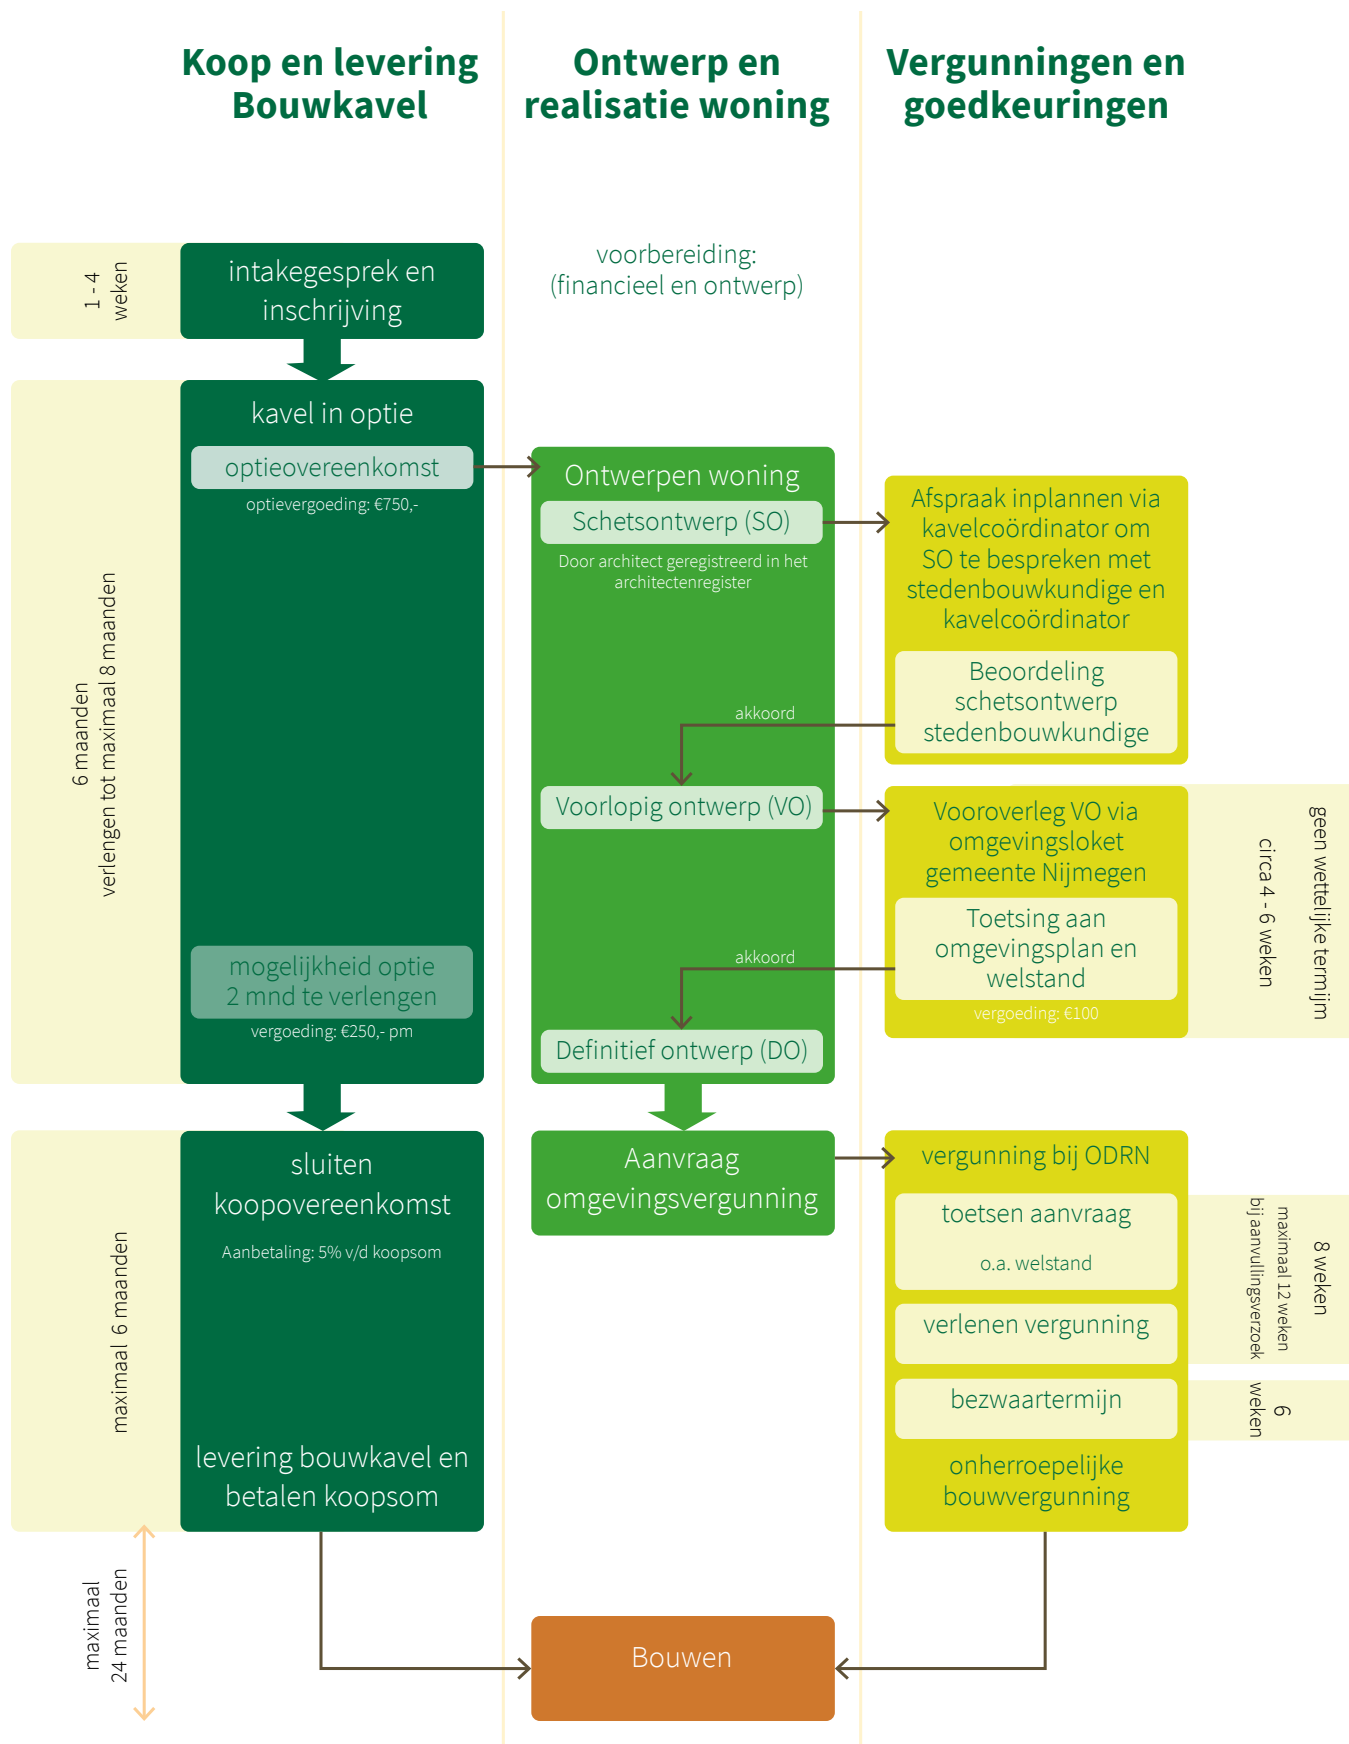 Koop en levering
Bouwkavel
Ontwerp en
realisatie woning
Vergunningen en
goedkeuringen
1 - 4
weken
intakegesprek en
inschrijving
voorbereiding:
(financieel en ontwerp)
6 maanden
verlengen tot maximaal 8 maanden
kavel in optie
optieovereenkomst
optievergoeding: €750,-
mogelijkheid optie
2 mnd te verlengen
vergoeding: €250,- pm
Ontwerpen woning
Schetsontwerp (SO)
Door architect geregistreerd in het
architectenregister
akkoord
Voorlopig ontwerp (VO)
akkoord
Definitief ontwerp (DO)
Afspraak inplannen via
kavelcoördinator om
SO te bespreken met
stedenbouwkundige en
kavelcoördinator
Beoordeling
schetsontwerp
stedenbouwkundige
Vooroverleg VO via
omgevingsloket
gemeente Nijmegen
Toetsing aan
omgevingsplan en
welstand
vergoeding: €100
geen wettelijke termijm
circa 4 - 6 weken
maximaal 6 maanden
sluiten
koopovereenkomst
Aanbetaling: 5% v/d koopsom
levering bouwkavel en
betalen koopsom
Aanvraag
omgevingsvergunning
vergunning bij ODRN
toetsen aanvraag
o.a. welstand
verlenen vergunning
bezwaartermijn
onherroepelijke
bouwvergunning
8 weken
maximaal 12 weken
bij aanvullingsverzoek
6
weken
maximaal
24 maanden
Bouwen